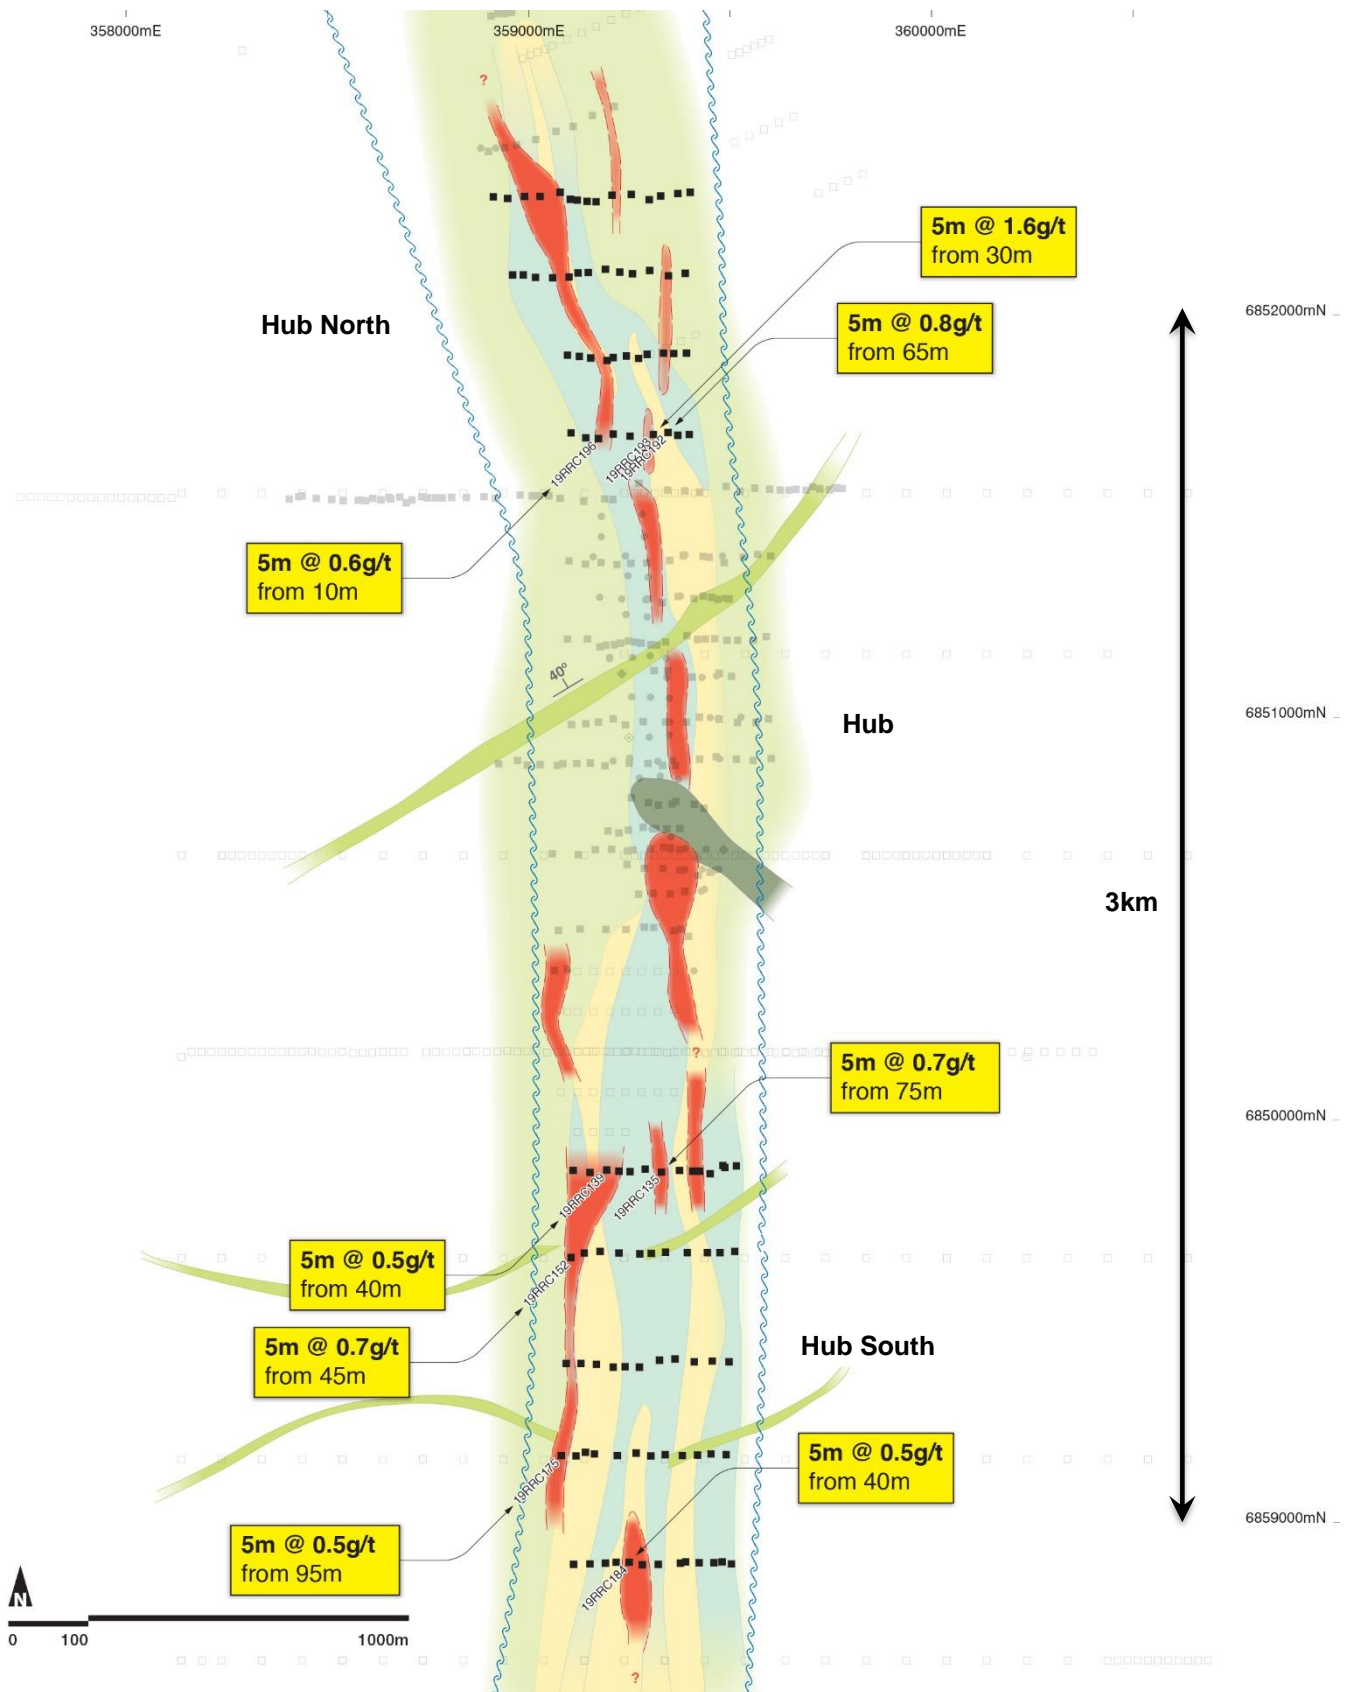 358000mE
359000mE
360000mE
?
5m @ 1.6g/t
from 30m
6852000mN
Hub North
5m @ 0.8g/t
from 65m
19RRC196
19RRC193
19RRC192
5m @ 0.6g/t
from 10m
40°
Hub
6851000mN
3km
?
5m @ 0.7g/t
from 75m
6850000mN
19RRC139
19RRC135
5m @ 0.5g/t
from 40m
19RRC152
5m @ 0.7g/t
from 45m
Hub South
5m @ 0.5g/t
from 40m
19RRC175
6859000mN
5m @ 0.5g/t
from 95m
19RRC184
N
0 100 1000m
?